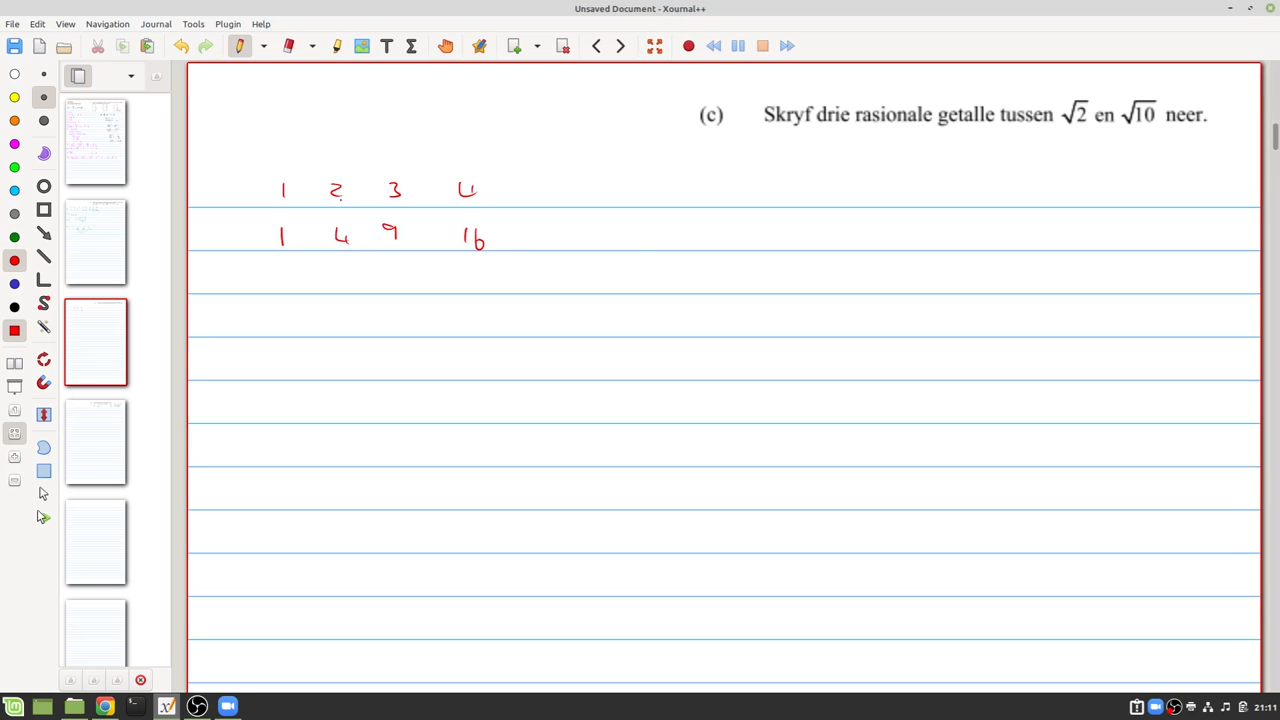 Unsaved Document - Xournal++
File Edit View Navigation Journal Tools Plugin Help
(c) Skryf drie rasionale getalle tussen √2 en √10 neer.
1 2 3 4
1 4 9 16
21:11